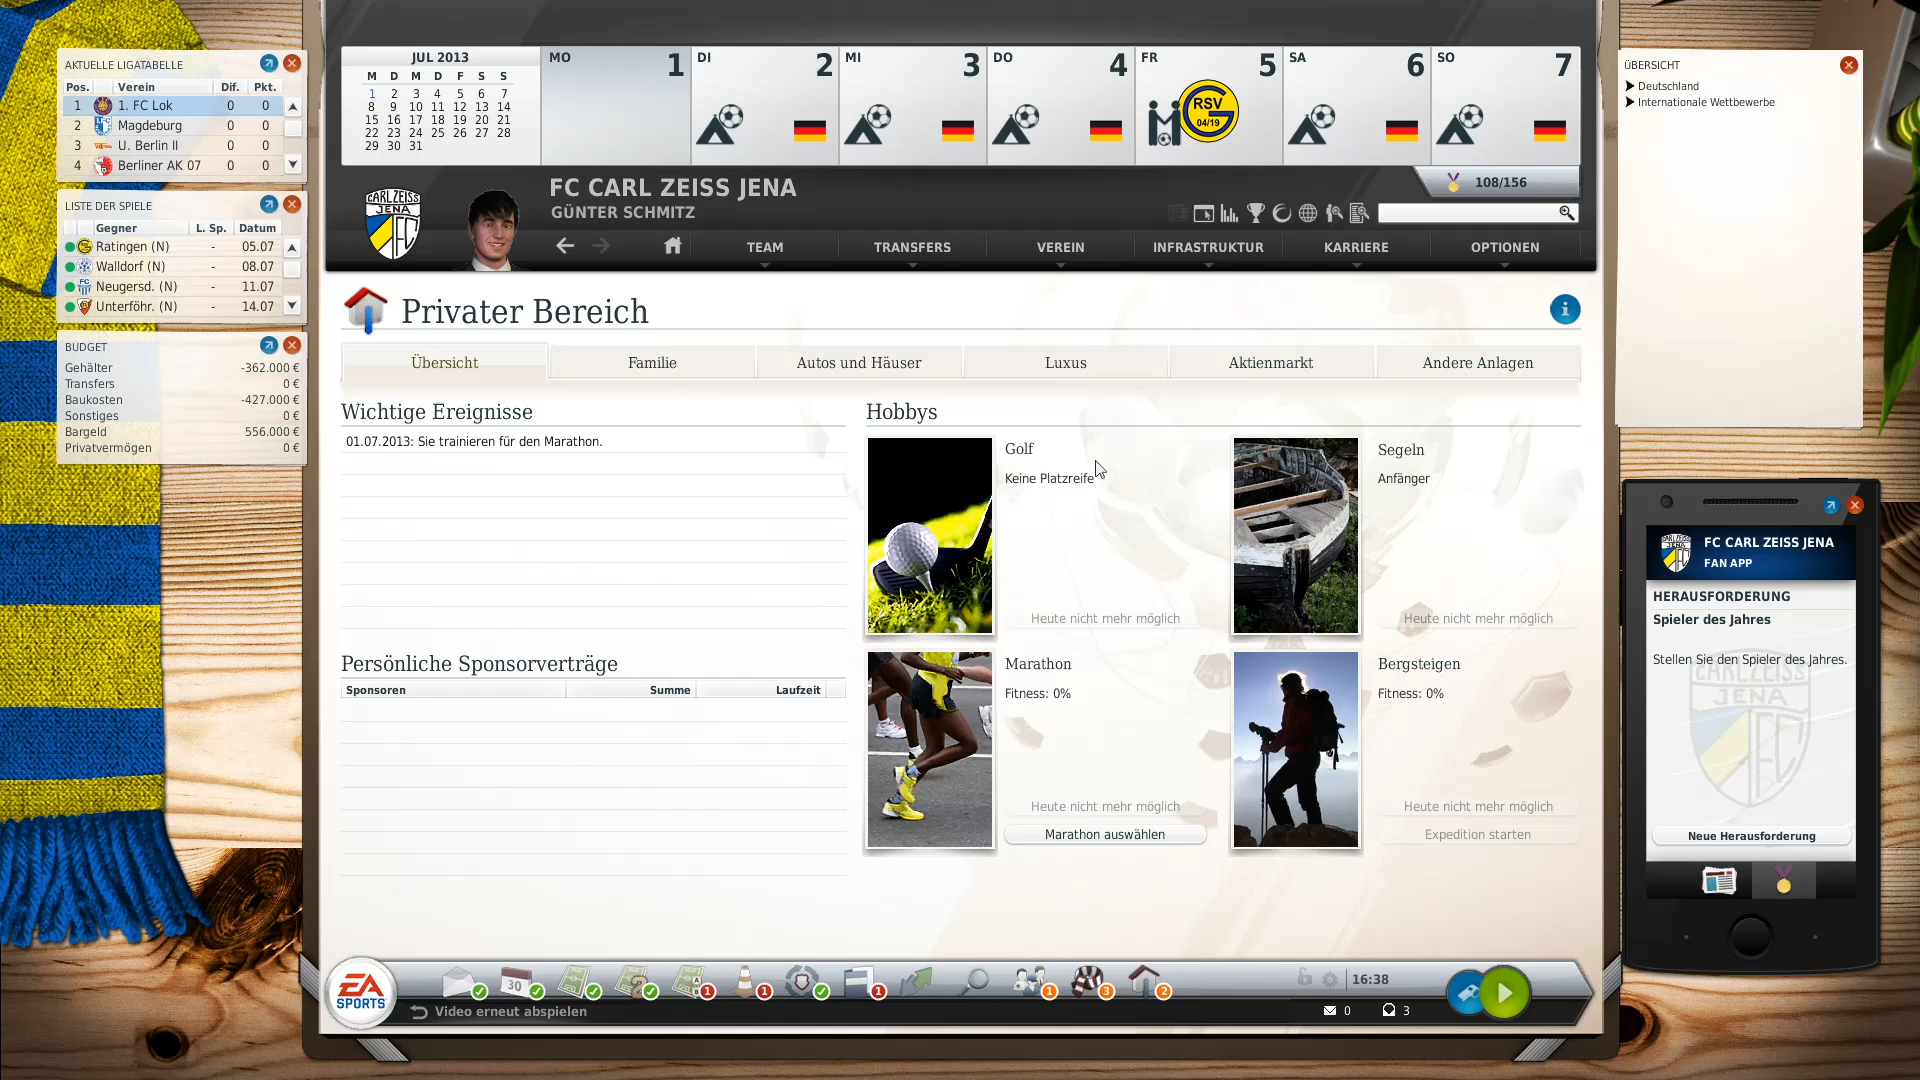 AKTUELLE LIGATABELLE
Pos. Verein Dif. Pkt.
1 1. FC Lok 0 0
2 Magdeburg 0 0
3 U. Berlin II 0 0
4 Berliner AK 07 0 0
LISTE DER SPIELE
Gegner L. Sp. Datum
Ratingen (N) - 05.07
Walldorf (N) - 08.07
Neugersd. (N) - 11.07
Unterföhr. (N) - 14.07
BUDGET
Gehälter -362.000 €
Transfers 0 €
Baukosten -427.000 €
Sonstiges 0 €
Bargeld 556.000 €
Privatvermögen 0 €
JUL 2013
M D M D F S S
1 2 3 4 5 6 7
8 9 10 11 12 13 14
15 16 17 18 19 20 21
22 23 24 25 26 27 28
29 30 31
MO 1
DI 2
MI 3
DO 4
FR 5
RSV
04/19
SA 6
SO 7
108/156
CARL ZEISS
JENA
FC
FC CARL ZEISS JENA
GÜNTER SCHMITZ
TEAM TRANSFERS VEREIN INFRASTRUKTUR KARRIERE OPTIONEN
Privater Bereich
Übersicht Familie Autos und Häuser Luxus Aktienmarkt Andere Anlagen
Wichtige Ereignisse
01.07.2013: Sie trainieren für den Marathon.
Persönliche Sponsorverträge
Sponsoren Summe Laufzeit
Hobbys
Golf
Keine Platzreife
Heute nicht mehr möglich
Segeln
Anfänger
Heute nicht mehr möglich
Marathon
Fitness: 0%
Heute nicht mehr möglich
Marathon auswählen
Bergsteigen
Fitness: 0%
Heute nicht mehr möglich
Expedition starten
ÜBERSICHT
Deutschland
Internationale Wettbewerbe
FC CARL ZEISS JENA
FAN APP
HERAUSFORDERUNG
Spieler des Jahres
Stellen Sie den Spieler des Jahres.
CARL ZEISS
JENA
FC
Neue Herausforderung
EA
SPORTS
30
1 1 1 1 3 2
16:38
Video erneut abspielen
0 3